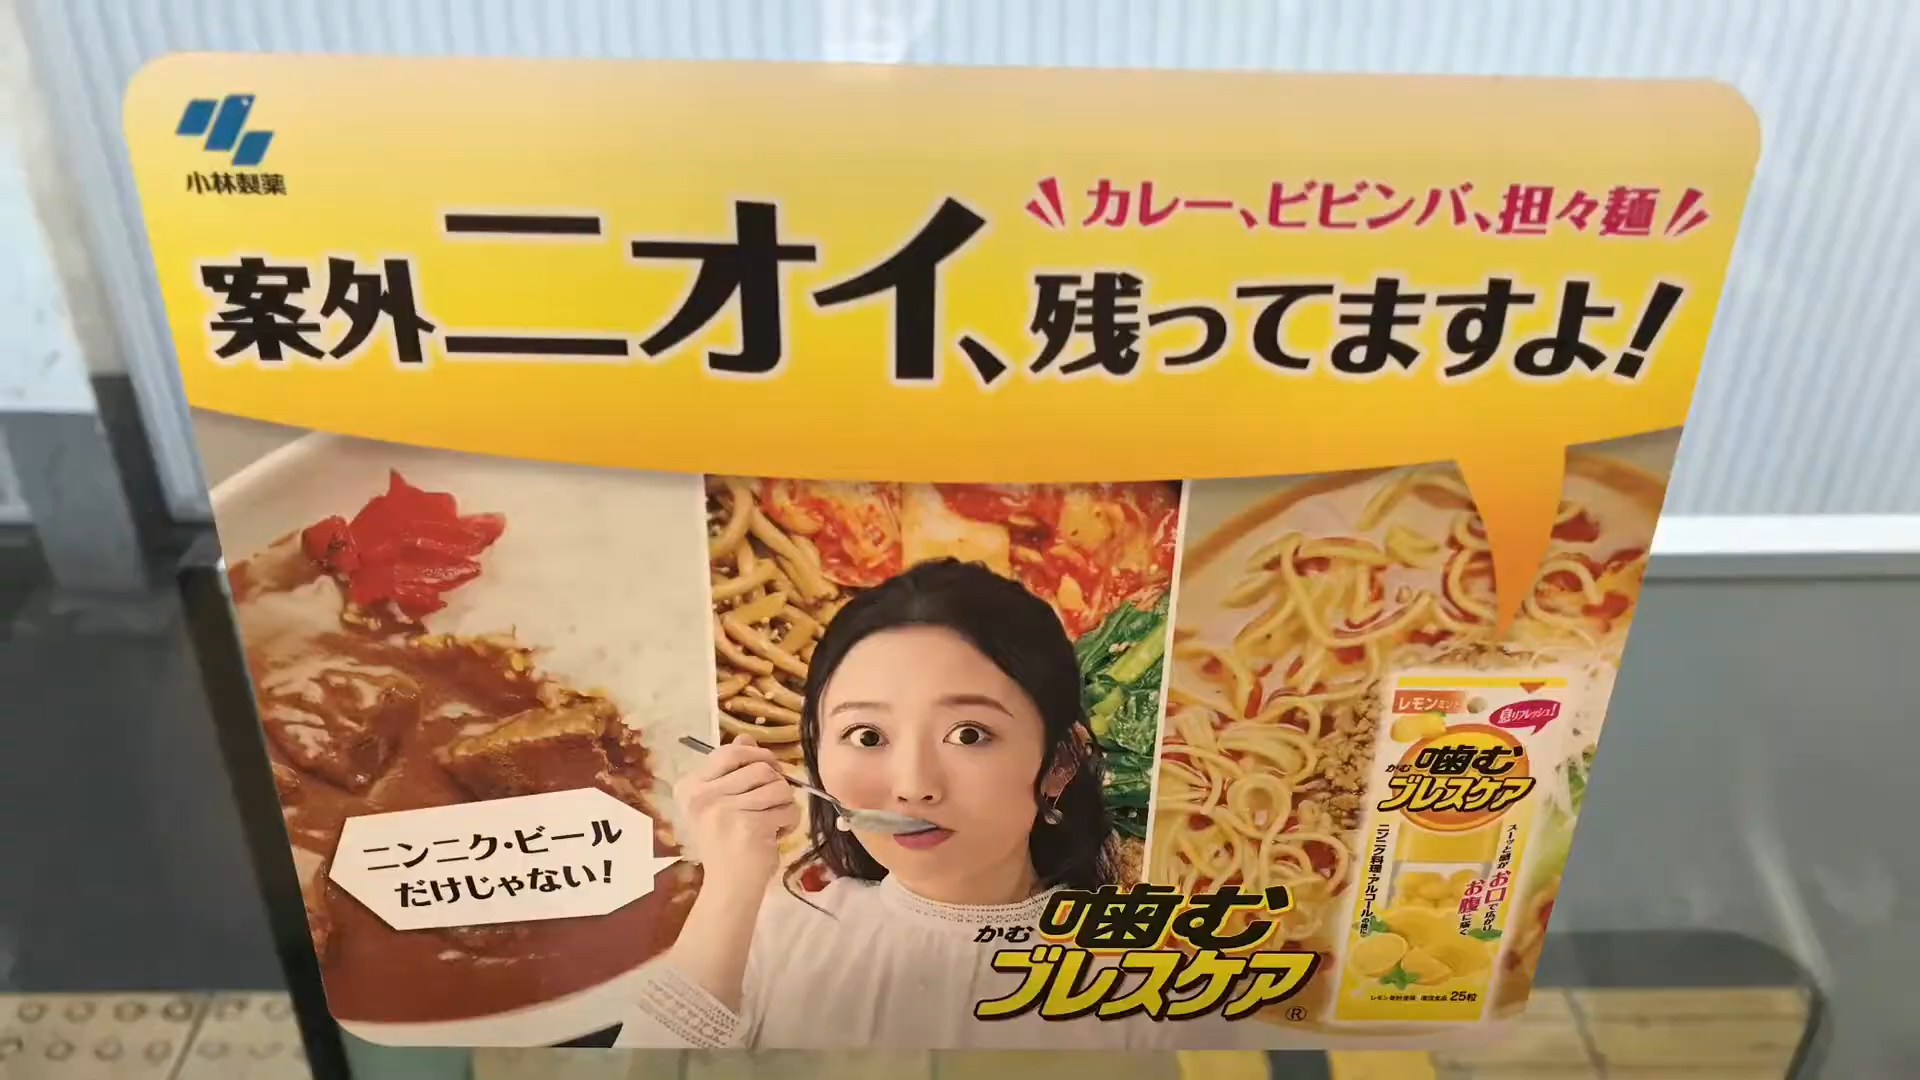 小林製薬
カレー、ビビンバ、担々麺
案外ニオイ、残ってますよ!
ニンニク・ビール
だけじゃない!
かむ
噛む
ブレスケア®
レモンミント
息リフレッシュ!
かむ
噛む
ブレスケア
ニンニク料理・アルコールの後に
スーッと感が
お口で広がり
お腹に届く
25粒